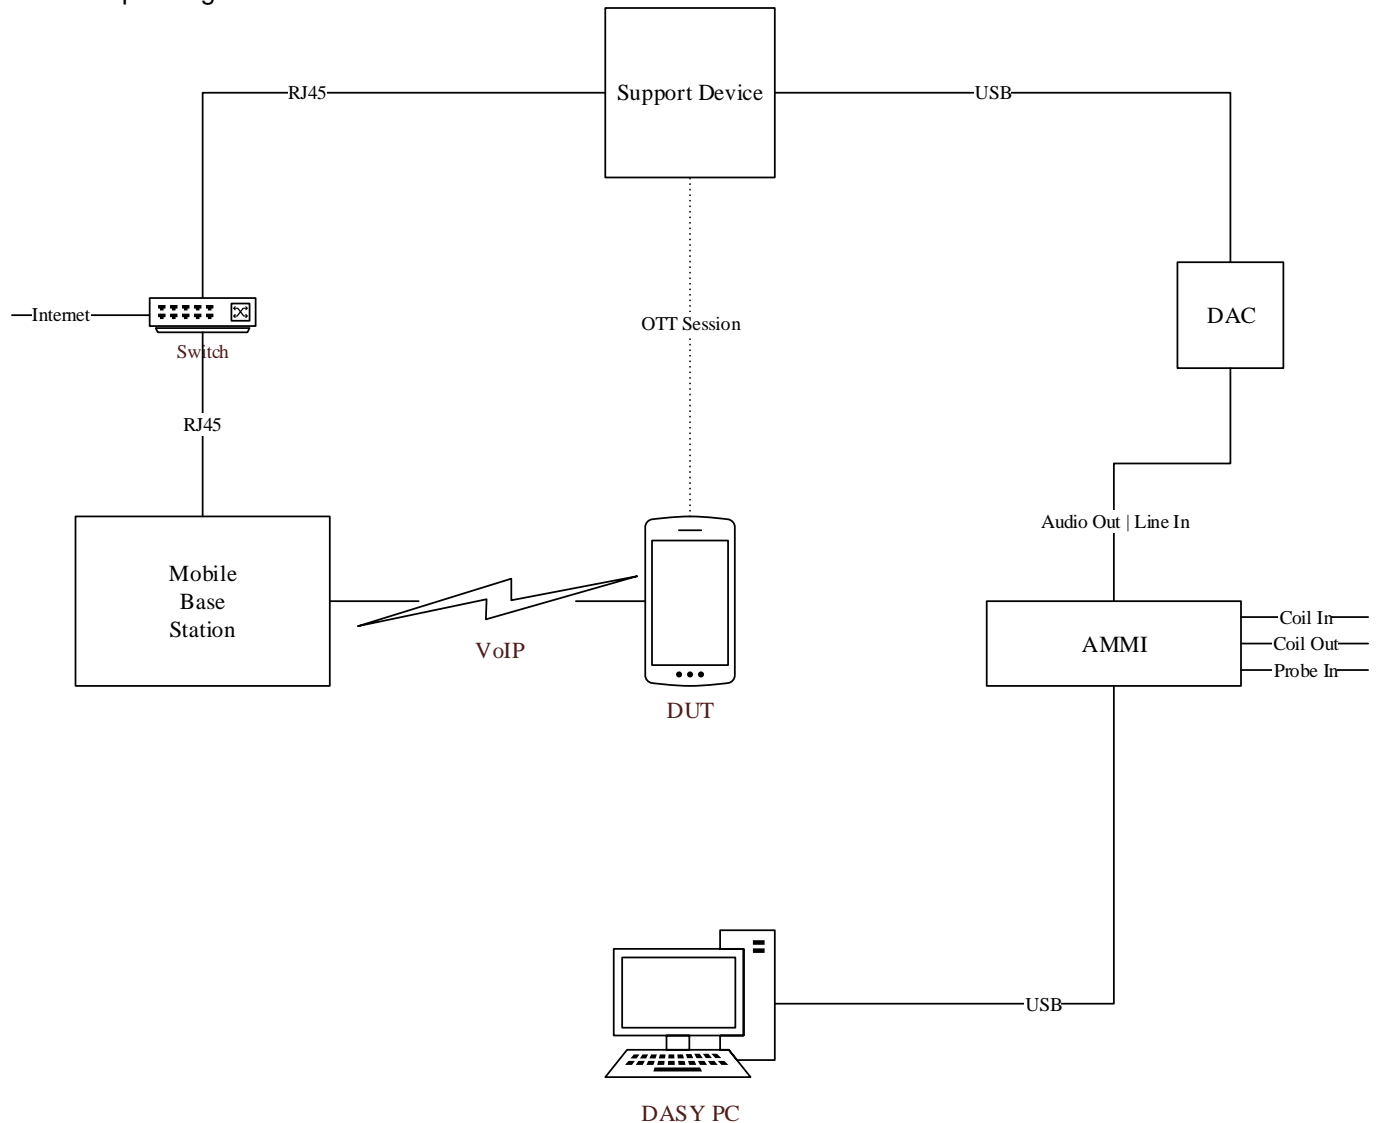 Support Device
RJ45
USB
Internet
DAC
OTT Session
Switch
RJ45
Audio Out | Line In
Mobile
Base
Station
VoIP
Coil In
AMMI
Coil Out
Probe In
DUT
USB
DASY PC